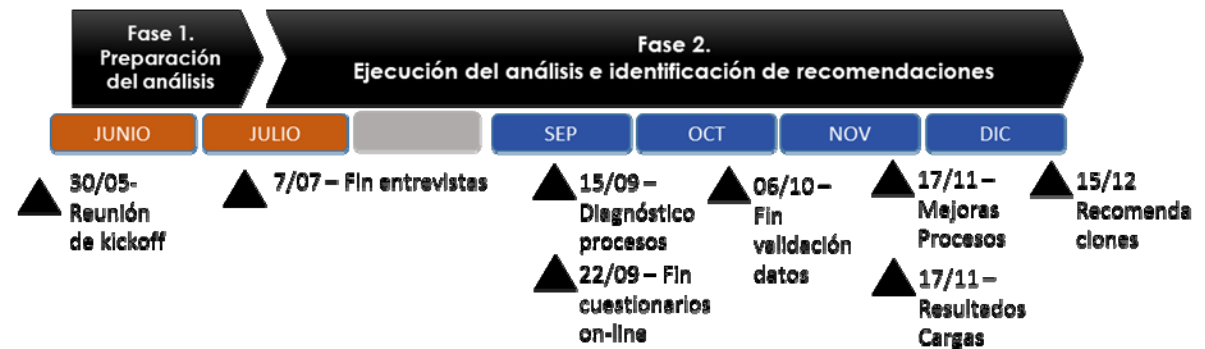 Fase 1.
Preparación
del análisis
Fase 2.
Ejecución del análisis e identificación de recomendaciones
JUNIO
JULIO
SEP
OCT
NOV
DIC
30/05-
Reunión
de kickoff
7/07 – Fin entrevistas
15/09 –
Diagnóstico
procesos
22/09 – Fin
cuestionarios
on-line
06/10 –
Fin
validación
datos
17/11 –
Mejoras
Procesos
17/11 –
Resultados
Cargas
15/12
Recomenda
ciones